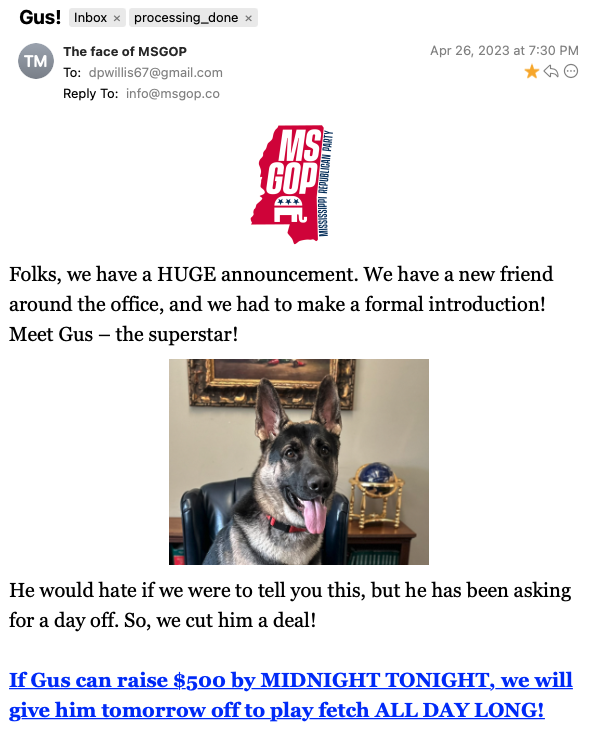 Gus! Inbox × processing_done ×
TM
The face of MSGOP
Apr 26, 2023 at 7:30 PM
To: dpwillis67@gmail.com
Reply To: info@msgop.co
MS
GOP
MISSISSIPPI REPUBLICAN PARTY
Folks, we have a HUGE announcement. We have a new friend
around the office, and we had to make a formal introduction!
Meet Gus – the superstar!
He would hate if we were to tell you this, but he has been asking
for a day off. So, we cut him a deal!
If Gus can raise $500 by MIDNIGHT TONIGHT, we will
give him tomorrow off to play fetch ALL DAY LONG!